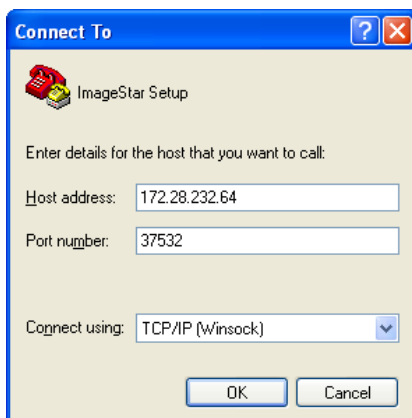 Connect To
ImageStar Setup
Enter details for the host that you want to call:
Host address: 172.28.232.64
Port number: 37532
Connect using: TCP/IP (Winsock)
OK Cancel